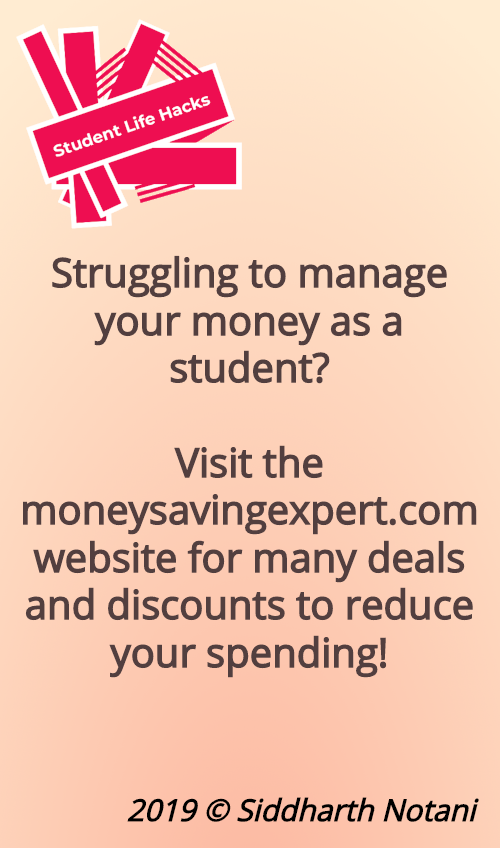 Student Life Hacks
Struggling to manage
your money as a
student?
Visit the
moneysavingexpert.com
website for many deals
and discounts to reduce
your spending!
2019 © Siddharth Notani